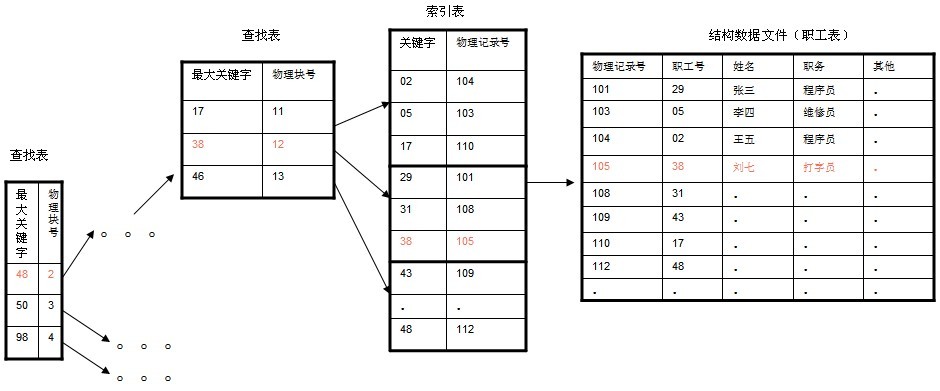 查找表
最大关键字 物理块号
48 2
50 3
98 4
。 。 。
。 。 。
。 。 。
查找表
最大关键字 物理块号
17 11
38 12
46 13
索引表
关键字 物理记录号
02 104
05 103
17 110
29 101
31 108
38 105
43 109
.
48 112
结构数据文件（职工表）
物理记录号 职工号 姓名 职务 其他
101 29 张三 程序员 .
103 05 李四 维修员 .
104 02 王五 程序员 .
105 38 刘七 打字员 .
108 31 . . .
109 43 . . .
110 17 . . .
112 48 . . .
. . . . .